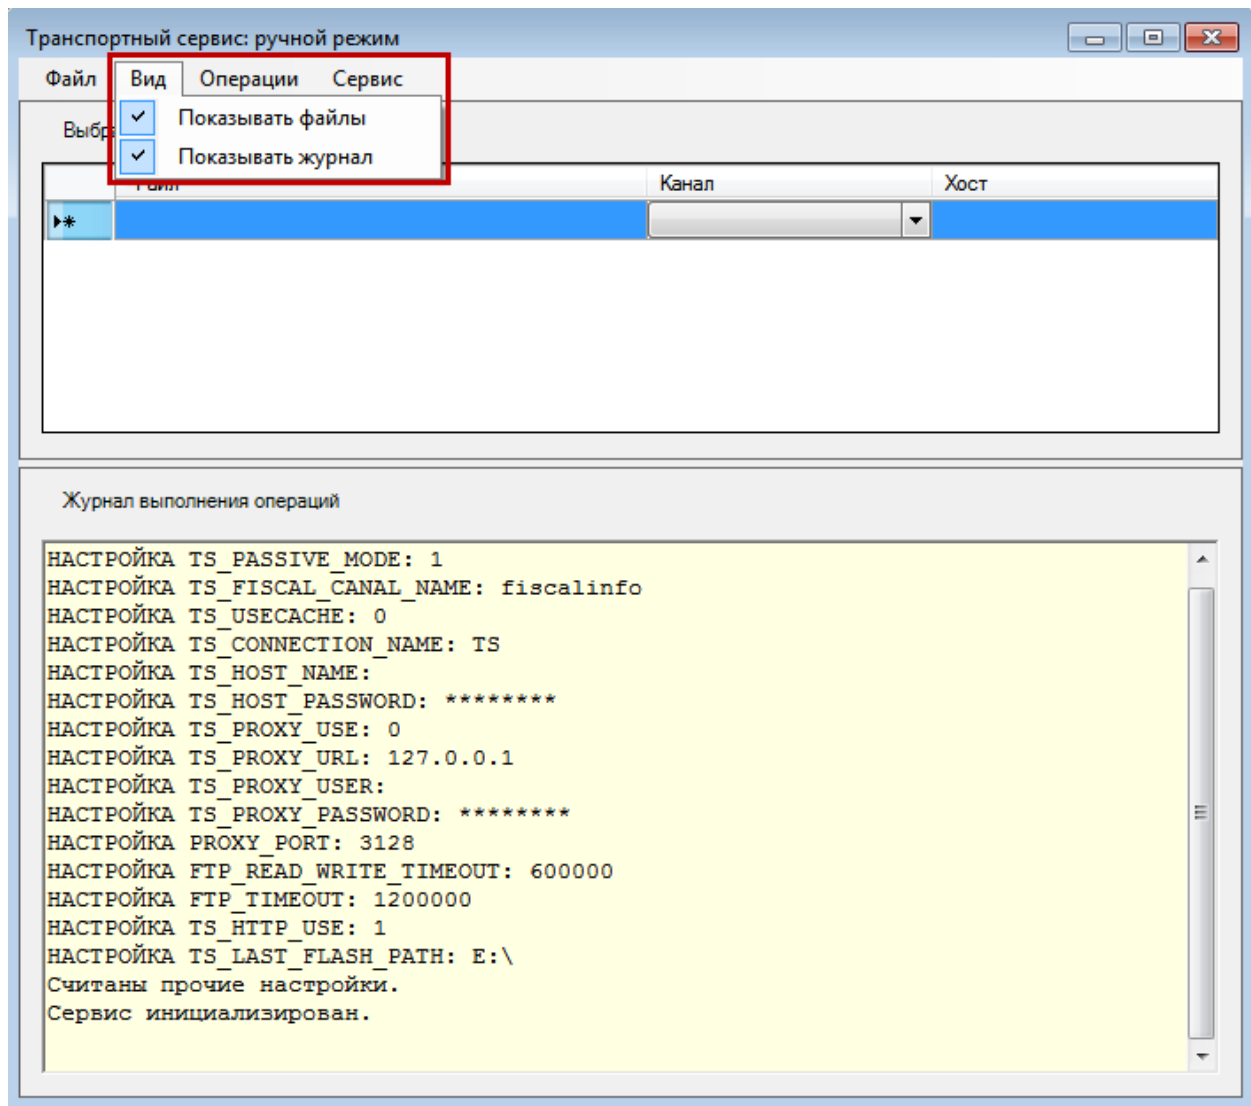 Транспортный сервис: ручной режим
Файл Вид Операции Сервис
Показывать файлы
Показывать журнал
Канал Хост
Журнал выполнения операций
НАСТРОЙКА TS_PASSIVE_MODE: 1
НАСТРОЙКА TS_FISCAL_CANAL_NAME: fiscalinfo
НАСТРОЙКА TS_USECACHE: 0
НАСТРОЙКА TS_CONNECTION_NAME: TS
НАСТРОЙКА TS_HOST_NAME:
НАСТРОЙКА TS_HOST_PASSWORD: ********
НАСТРОЙКА TS_PROXY_USE: 0
НАСТРОЙКА TS_PROXY_URL: 127.0.0.1
НАСТРОЙКА TS_PROXY_USER:
НАСТРОЙКА TS_PROXY_PASSWORD: ********
НАСТРОЙКА PROXY_PORT: 3128
НАСТРОЙКА FTP_READ_WRITE_TIMEOUT: 600000
НАСТРОЙКА FTP_TIMEOUT: 1200000
НАСТРОЙКА TS_HTTP_USE: 1
НАСТРОЙКА TS_LAST_FLASH_PATH: E:\
Считаны прочие настройки.
Сервис инициализирован.